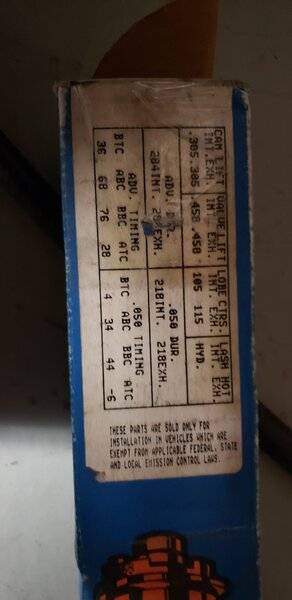 CAM LIFT VALVE LIFT LOBE CTRS. LASH HOT
INT. EXH. INT. EXH. INT. EXH. INT. EXH.
.305 .305 .458 .458 105 115 HYD.
ADV. DUR. .050 DUR.
284INT. EXH. 218INT. 218EXH.
ADV. TIMING .050 TIMING
BTC ABC BBC ATC BTC ABC BBC ATC
36 68 76 28 4 34 44 -6
THESE PARTS ARE SOLD ONLY FOR
INSTALLATION IN VEHICLES WHICH ARE
EXEMPT FROM APPLICABLE FEDERAL, STATE
AND LOCAL EMISSION CONTROL LAWS.